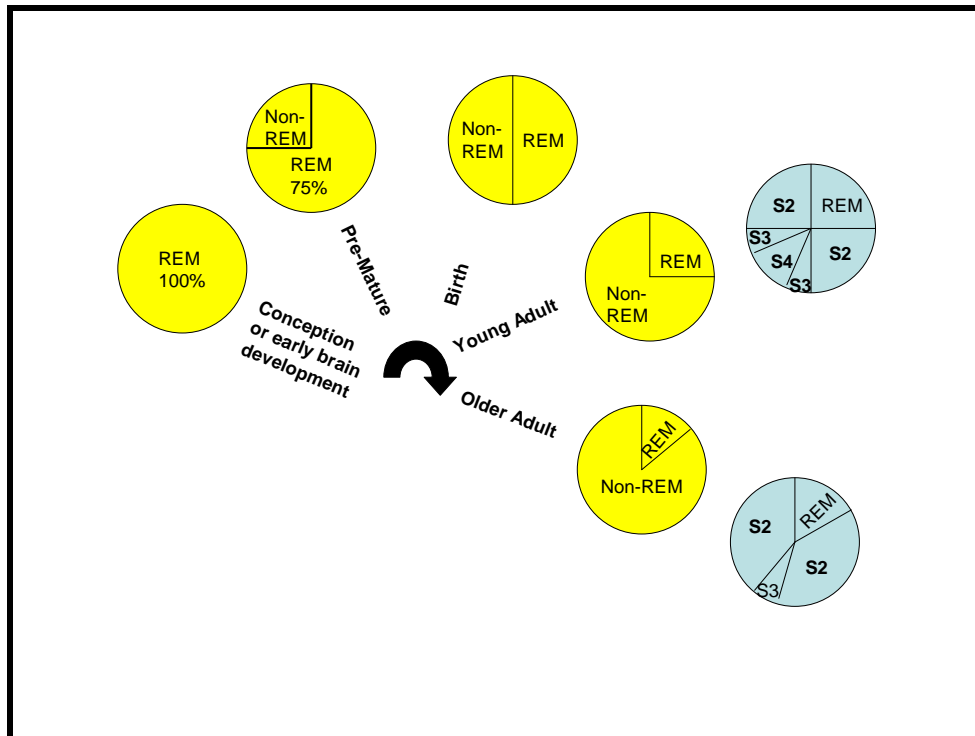 REM
100%
Conception
or early brain
development
Non-
REM
REM
75%
Pre-Mature
Non-
REM
REM
Birth
REM
Non-
REM
Young Adult
S2
REM
S3
S4
S2
S3
REM
Non-REM
Older Adult
S2
REM
S2
S3